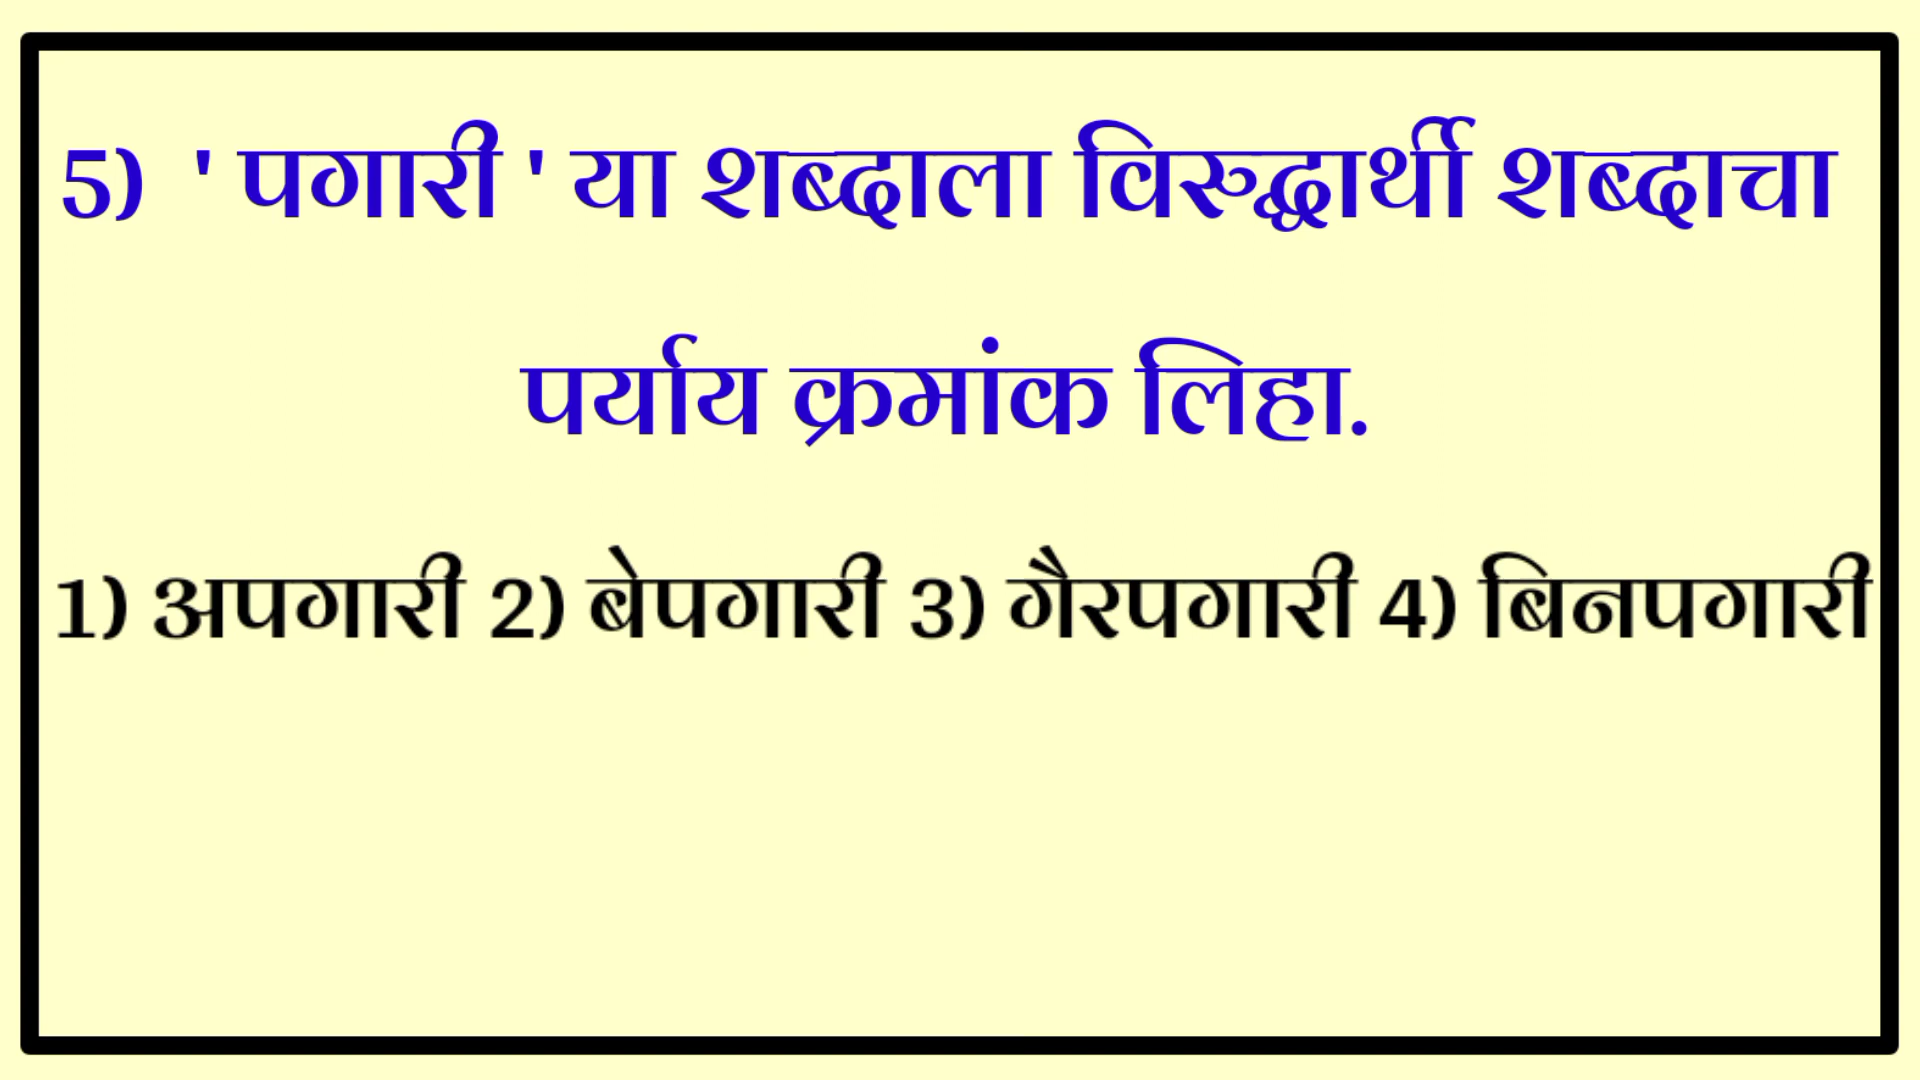 5) ' पगारी ' या शब्दाला विरुद्धार्थी शब्दाचा
पर्याय क्रमांक लिहा.
1) अपगारी 2) बेपगारी 3) गैरपगारी 4) बिनपगारी